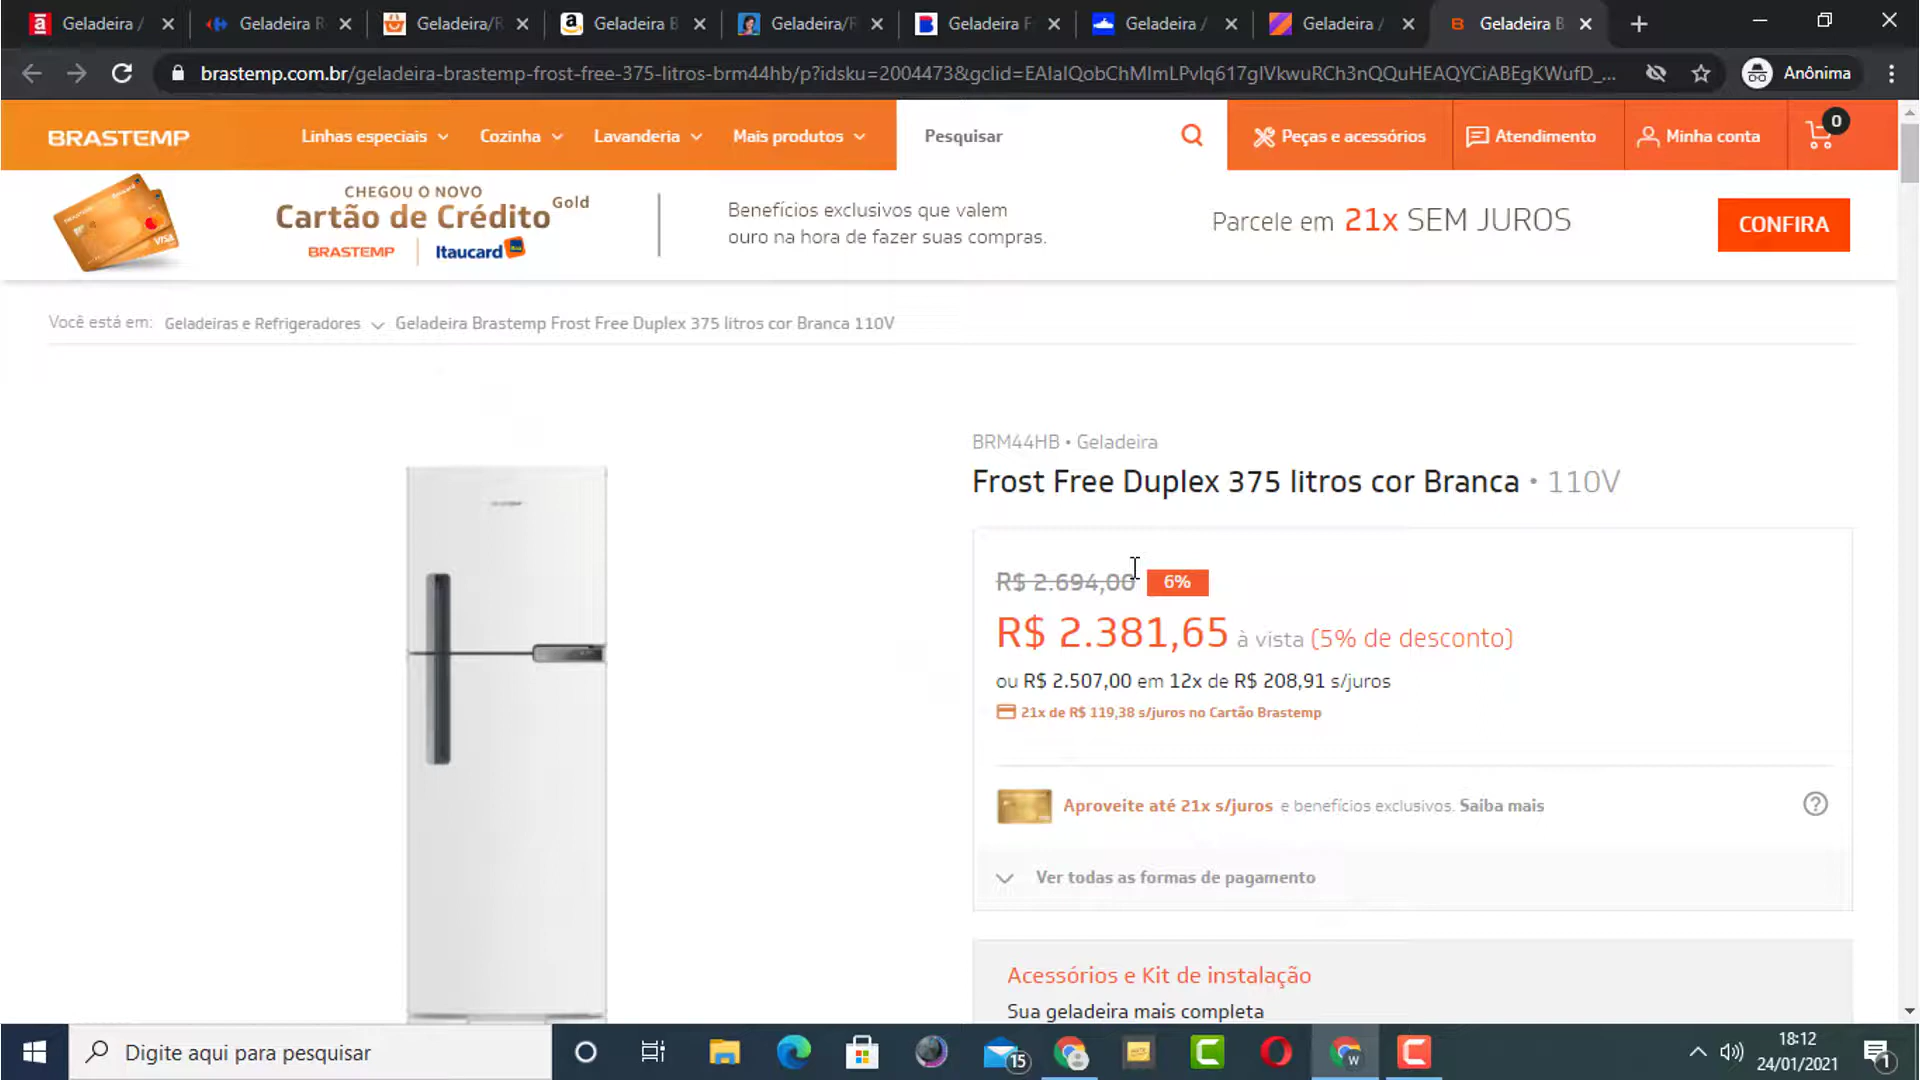 Geladeira /
Geladeira R
Geladeira/R
Geladeira B
Geladeira/R
Geladeira F
Geladeira /
Geladeira /
Geladeira B
brastemp.com.br/geladeira-brastemp-frost-free-375-litros-brm44hb/p?idsku=2004473&gclid=EAIaIQobChMImLPvlq617gIVkwuRCh3nQQuHEAQYCiABEgKWufD_...
Anônima
BRASTEMP
Linhas especiais
Cozinha
Lavanderia
Mais produtos
Pesquisar
Peças e acessórios
Atendimento
Minha conta
0
CHEGOU O NOVO
Cartão de Crédito Gold
BRASTEMP
Itaucard
VISA
Benefícios exclusivos que valem
ouro na hora de fazer suas compras.
Parcele em 21x SEM JUROS
CONFIRA
Você está em: Geladeiras e Refrigeradores Geladeira Brastemp Frost Free Duplex 375 litros cor Branca 110V
BRM44HB • Geladeira
Frost Free Duplex 375 litros cor Branca • 110V
R$ 2.694,00 6%
R$ 2.381,65 à vista (5% de desconto)
ou R$ 2.507,00 em 12x de R$ 208,91 s/juros
21x de R$ 119,38 s/juros no Cartão Brastemp
Aproveite até 21x s/juros e benefícios exclusivos. Saiba mais
Ver todas as formas de pagamento
Acessórios e Kit de instalação
Sua geladeira mais completa
Digite aqui para pesquisar
15
W
18:12
24/01/2021
1